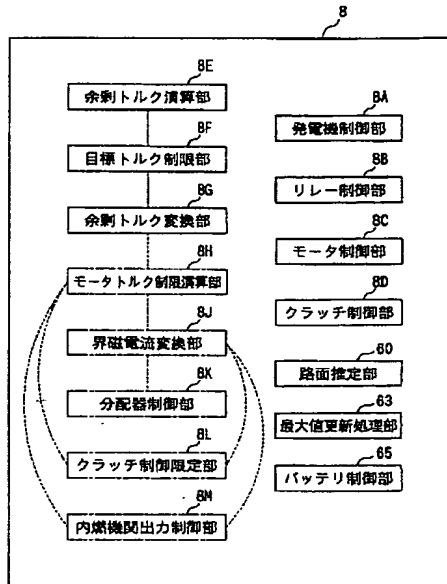 8
8E
余剰トルク演算部
8F
目標トルク制限部
8G
余剰トルク変換部
8H
モータトルク制限演算部
8J
界磁電流変換部
8K
分配器制御部
8L
クラッチ制御限定部
8M
内燃機関出力制御部
8A
発電機制御部
8B
リレー制御部
8C
モータ制御部
8D
クラッチ制御部
60
路面推定部
63
最大値更新処理部
65
バッテリ制御部